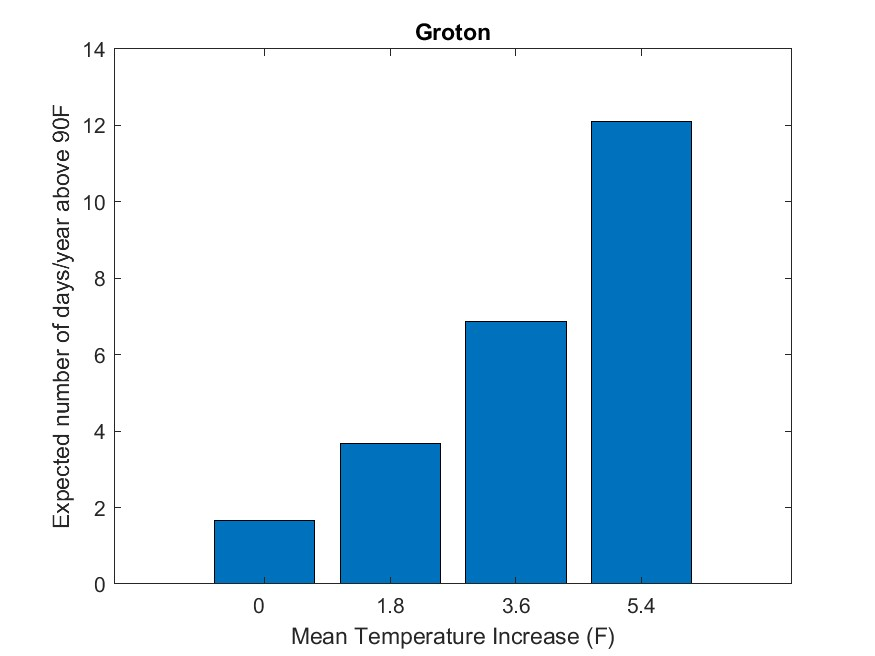 Groton
14
12
10
8
6
4
2
0
Expected number of days/year above 90F
0 1.8 3.6 5.4
Mean Temperature Increase (F)